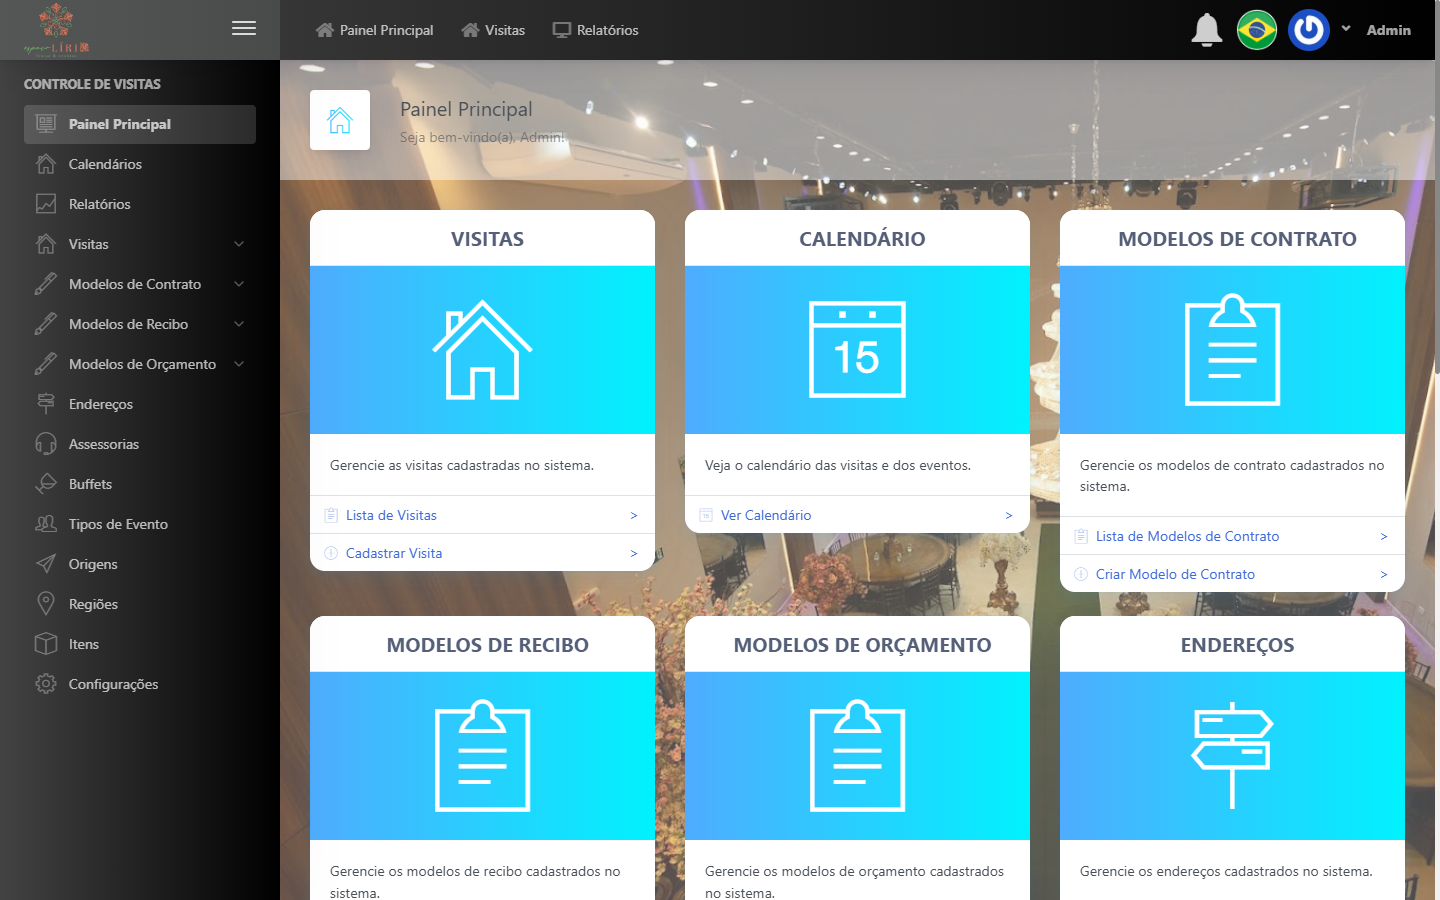 Painel Principal
Visitas
Relatórios
Admin
CONTROLE DE VISITAS
Painel Principal
Calendários
Relatórios
Visitas
Modelos de Contrato
Modelos de Recibo
Modelos de Orçamento
Endereços
Assessorias
Buffets
Tipos de Evento
Origens
Regiões
Itens
Configurações
Painel Principal
Seja bem-vindo(a), Admin!
VISITAS
Gerencie as visitas cadastradas no sistema.
Lista de Visitas >
Cadastrar Visita >
CALENDÁRIO
15
Veja o calendário das visitas e dos eventos.
Ver Calendário >
MODELOS DE CONTRATO
Gerencie os modelos de contrato cadastrados no
sistema.
Lista de Modelos de Contrato >
Criar Modelo de Contrato >
MODELOS DE RECIBO
Gerencie os modelos de recibo cadastrados no
sistema.
MODELOS DE ORÇAMENTO
Gerencie os modelos de orçamento cadastrados
no sistema.
ENDEREÇOS
Gerencie os endereços cadastrados no sistema.